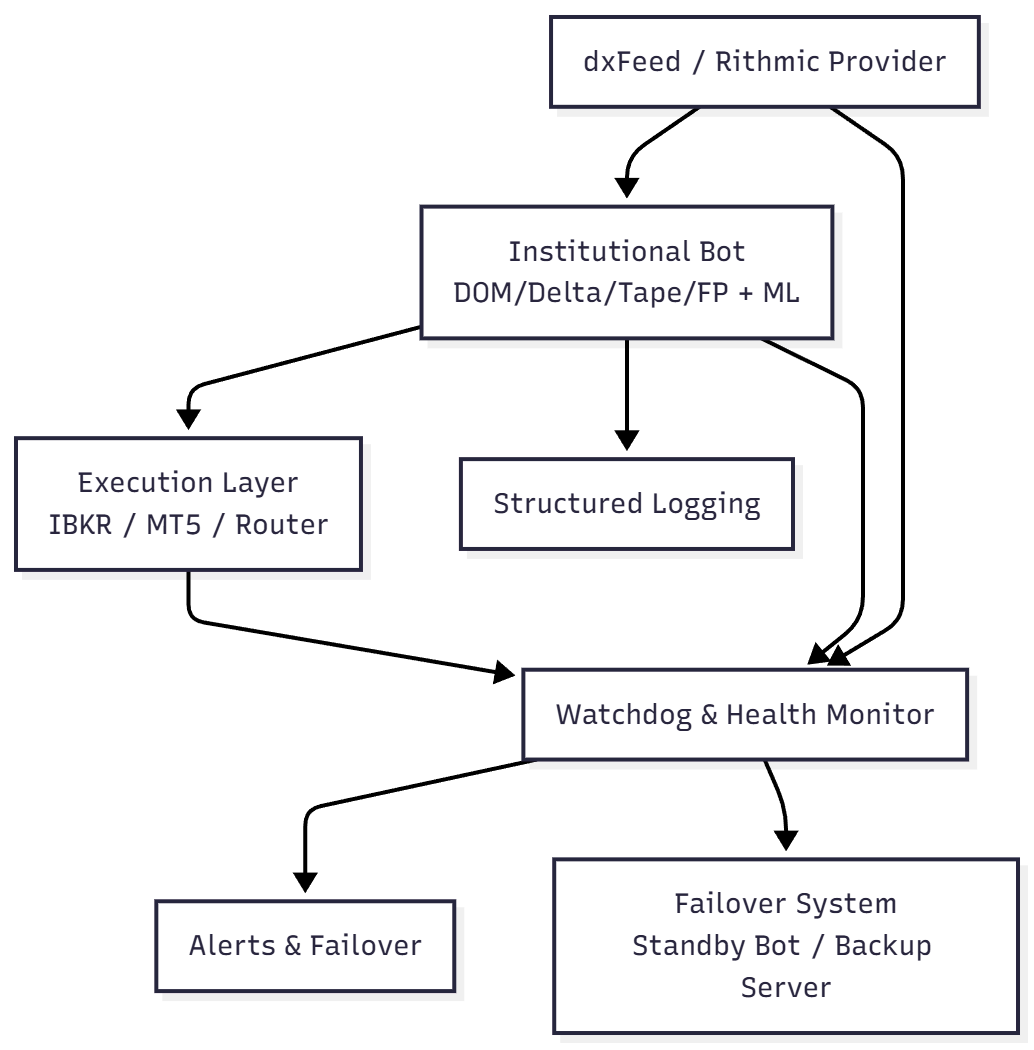 dxFeed / Rithmic Provider
Institutional Bot
DOM/Delta/Tape/FP + ML
Execution Layer
IBKR / MT5 / Router
Structured Logging
Watchdog & Health Monitor
Alerts & Failover
Failover System
Standby Bot / Backup
Server